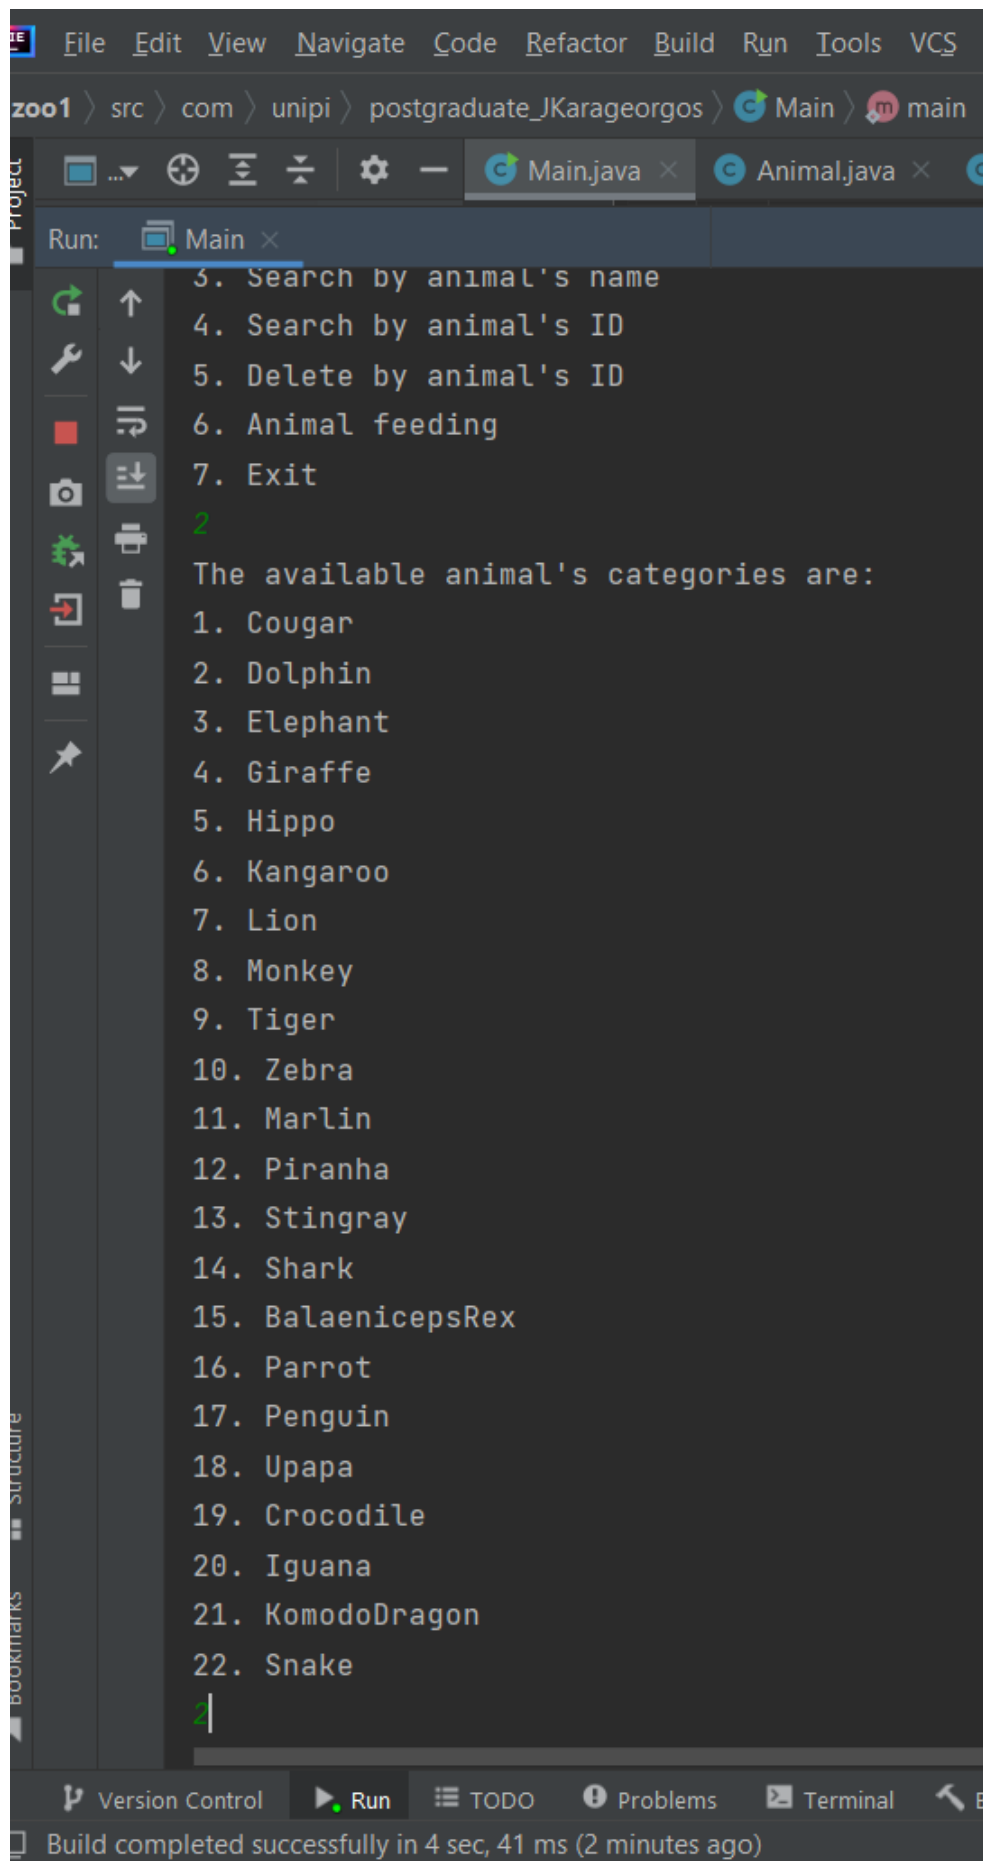 File Edit View Navigate Code Refactor Build Run Tools VCS
zoo1 src com unipi postgraduate_JKarageorgos Main main
Project
... Main.java Animal.java
Run: Main
3. Search by animal's name
4. Search by animal's ID
5. Delete by animal's ID
6. Animal feeding
7. Exit
2
The available animal's categories are:
1. Cougar
2. Dolphin
3. Elephant
4. Giraffe
5. Hippo
6. Kangaroo
7. Lion
8. Monkey
9. Tiger
10. Zebra
11. Marlin
12. Piranha
13. Stingray
14. Shark
15. BalaenicepsRex
16. Parrot
17. Penguin
18. Upapa
19. Crocodile
20. Iguana
21. KomodoDragon
22. Snake
2
Structure
Bookmarks
Version Control Run TODO Problems Terminal
Build completed successfully in 4 sec, 41 ms (2 minutes ago)